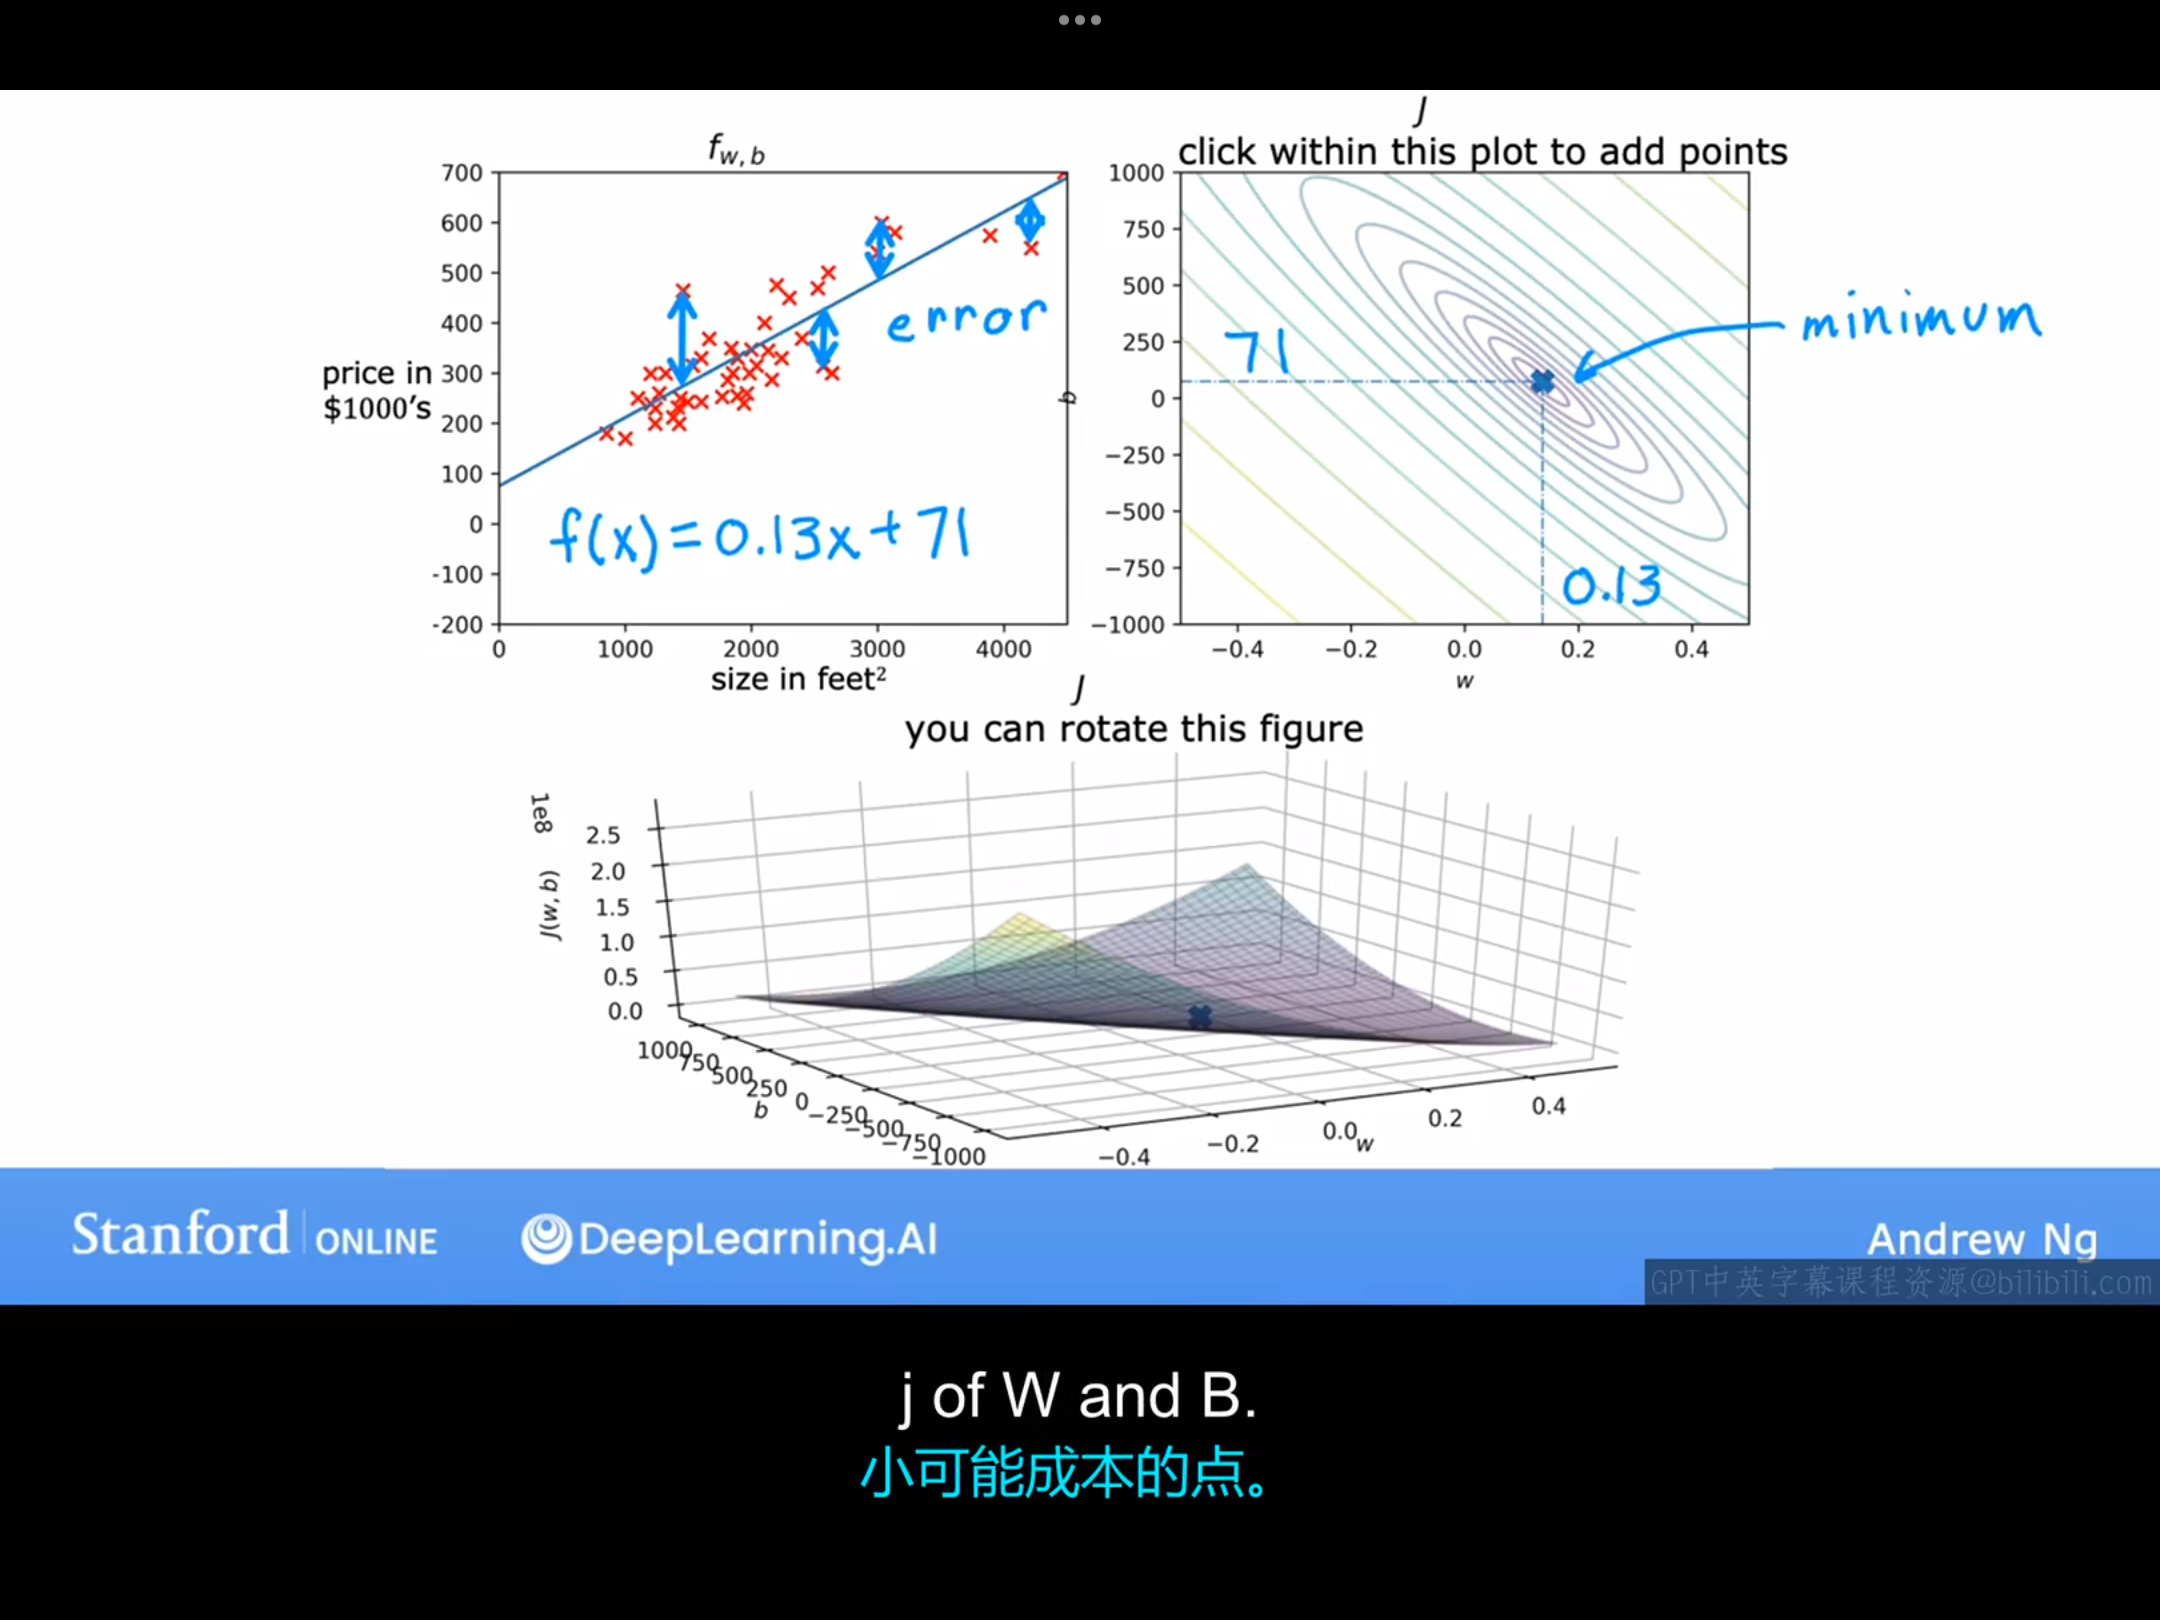 f_{w,b}
700
600
500
400
300
200
100
0
-100
-200
price in
$1000's
0 1000 2000 3000 4000
size in feet²
error
f(x)=0.13x+71
J
click within this plot to add points
1000
750
500
250
0
−250
−500
−750
−1000
b
71
minimum
0.13
−0.4 −0.2 0.0 0.2 0.4
w
J
you can rotate this figure
1e8
J(w, b)
2.5
2.0
1.5
1.0
0.5
0.0
1000 750 500 250 0 −250 −500 −750 −1000
b
−0.4 −0.2 0.0 0.2 0.4
w
Stanford | ONLINE
DeepLearning.AI
Andrew Ng
GPT中英字幕课程资源@bilibili.com
j of W and B.
小可能成本的点。